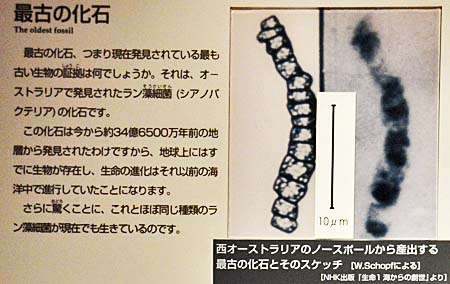 最古の化石
The oldest fossil
最古の化石、つまり現在発見されている最も
古い生物の証拠は何でしょうか。それは、オー
ストラリアで発見されたラン藻細菌(シアノバ
クテリア)の化石です。
この化石は今から約34億6500万年前の地
層から発見されたわけですから、地球上にはす
でに生物が存在し、生命の進化はそれ以前の海
洋中で進行していたことになります。
さらに驚くことに、これとほぼ同じ種類のラ
ン藻細菌が現在でも生きているのです。
10μm
西オーストラリアのノースポールから産出する
最古の化石とそのスケッチ [W.Schopfによる]
[NHK出版「生命1 海からの創世」より]